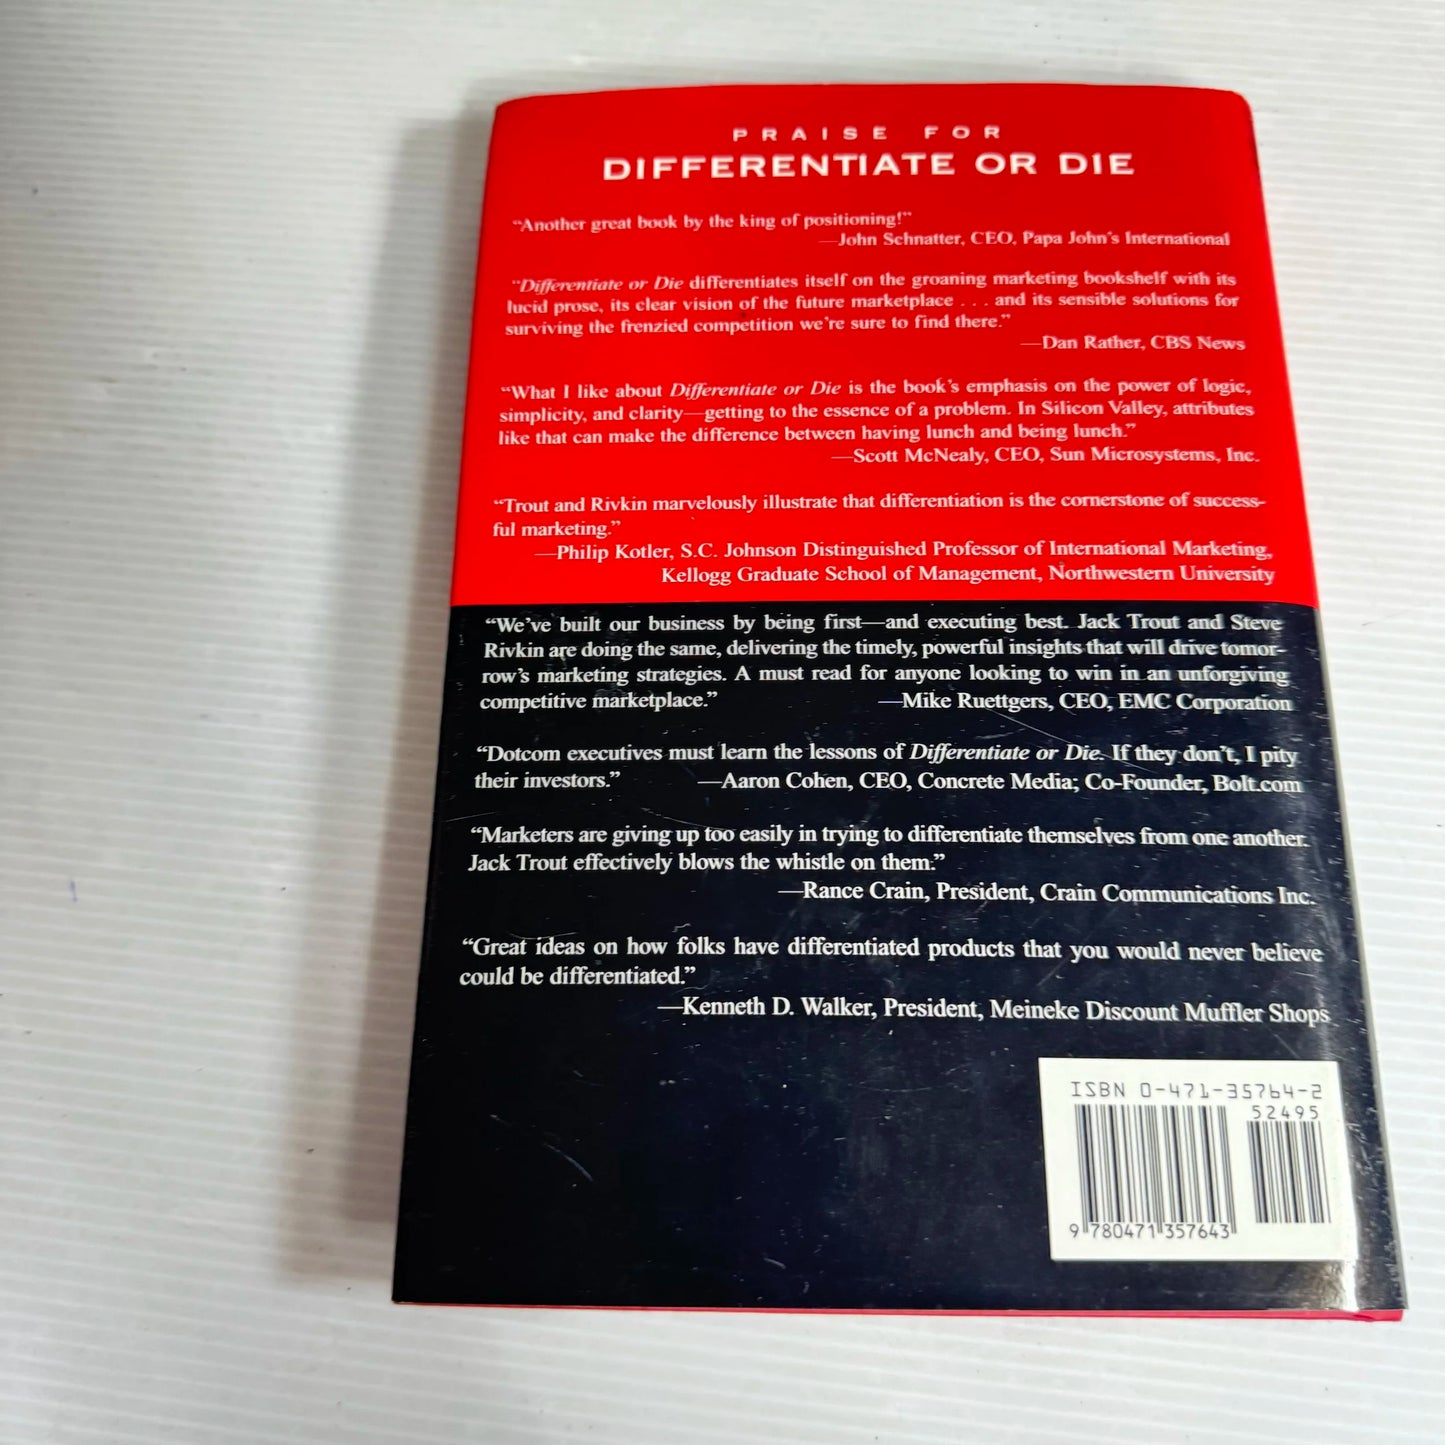 PRAISE FOR
DIFFERENTIATE OR DIE
“Another great book by the king of positioning!”
—John Schnatter, CEO, Papa John’s International
“Differentiate or Die differentiates itself on the groaning marketing bookshelf with its
lucid prose, its clear vision of the future marketplace . . . and its sensible solutions for
surviving the frenzied competition we’re sure to find there.”
—Dan Rather, CBS News
“What I like about Differentiate or Die is the book’s emphasis on the power of logic,
simplicity, and clarity—getting to the essence of a problem. In Silicon Valley, attributes
like that can make the difference between having lunch and being lunch.”
—Scott McNealy, CEO, Sun Microsystems, Inc.
“Trout and Rivkin marvelously illustrate that differentiation is the cornerstone of success-
ful marketing.”
—Philip Kotler, S.C. Johnson Distinguished Professor of International Marketing,
Kellogg Graduate School of Management, Northwestern University
“We’ve built our business by being first—and executing best. Jack Trout and Steve
Rivkin are doing the same, delivering the timely, powerful insights that will drive tomor-
row’s marketing strategies. A must read for anyone looking to win in an unforgiving
competitive marketplace.” —Mike Ruettgers, CEO, EMC Corporation
“Dotcom executives must learn the lessons of Differentiate or Die. If they don’t, I pity
their investors.” —Aaron Cohen, CEO, Concrete Media; Co-Founder, Bolt.com
“Marketers are giving up too easily in trying to differentiate themselves from one another.
Jack Trout effectively blows the whistle on them.”
—Rance Crain, President, Crain Communications Inc.
“Great ideas on how folks have differentiated products that you would never believe
could be differentiated.”
—Kenneth D. Walker, President, Meineke Discount Muffler Shops
ISBN 0-471-35764-2
52495
9 780471 357643